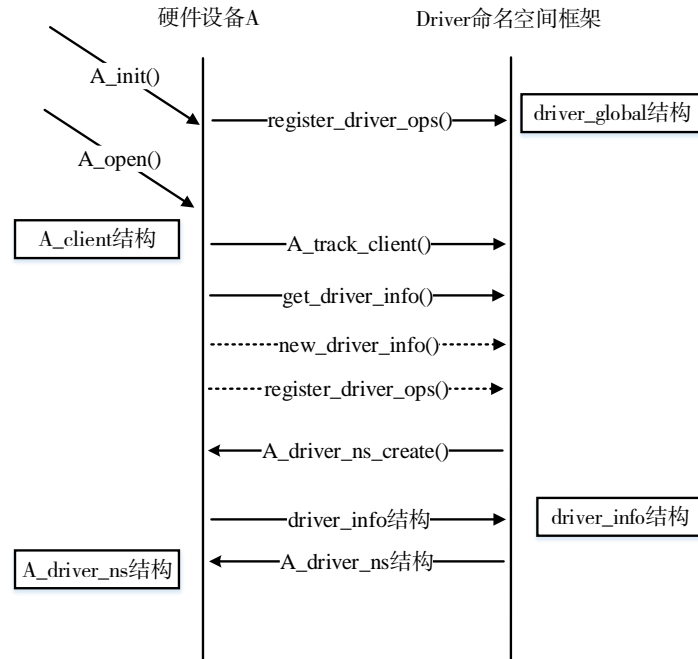 硬件设备A
Driver命名空间框架
A_init()
register_driver_ops()
driver_global结构
A_open()
A_client结构
A_track_client()
get_driver_info()
new_driver_info()
register_driver_ops()
A_driver_ns_create()
driver_info结构
driver_info结构
A_driver_ns结构
A_driver_ns结构